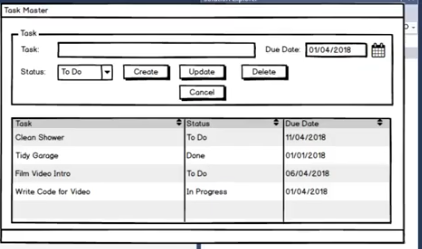 Task Master
Task
Task: Due Date: 01/04/2018
Status: To Do Create Update Delete
Cancel
Task Status Due Date
Clean Shower To Do 11/04/2018
Tidy Garage Done 01/01/2018
Film Video Intro To Do 06/04/2018
Write Code for Video In Progress 01/04/2018